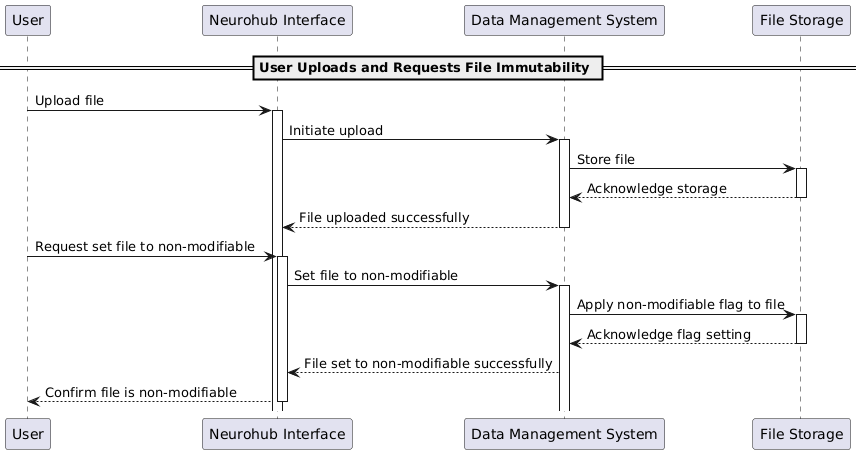 User
Neurohub Interface
Data Management System
File Storage
User Uploads and Requests File Immutability
Upload file
Initiate upload
Store file
Acknowledge storage
File uploaded successfully
Request set file to non-modifiable
Set file to non-modifiable
Apply non-modifiable flag to file
Acknowledge flag setting
File set to non-modifiable successfully
Confirm file is non-modifiable
User
Neurohub Interface
Data Management System
File Storage